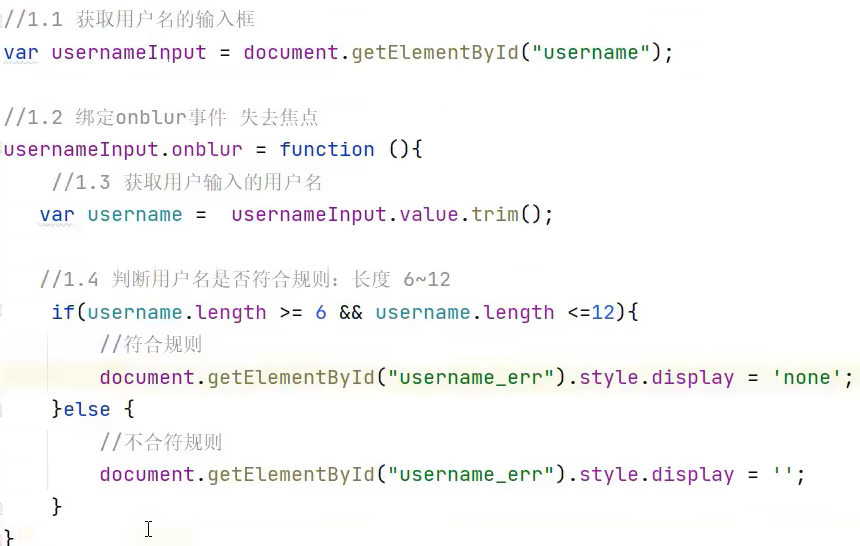 //1.1 获取用户名的输入框
var usernameInput = document.getElementById("username");
//1.2 绑定onblur事件 失去焦点
usernameInput.onblur = function (){
//1.3 获取用户输入的用户名
var username =  usernameInput.value.trim();
//1.4 判断用户名是否符合规则：长度 6~12
if(username.length >= 6 && username.length <=12){
//符合规则
document.getElementById("username_err").style.display = 'none';
}else {
//不合符规则
document.getElementById("username_err").style.display = '';
}
}